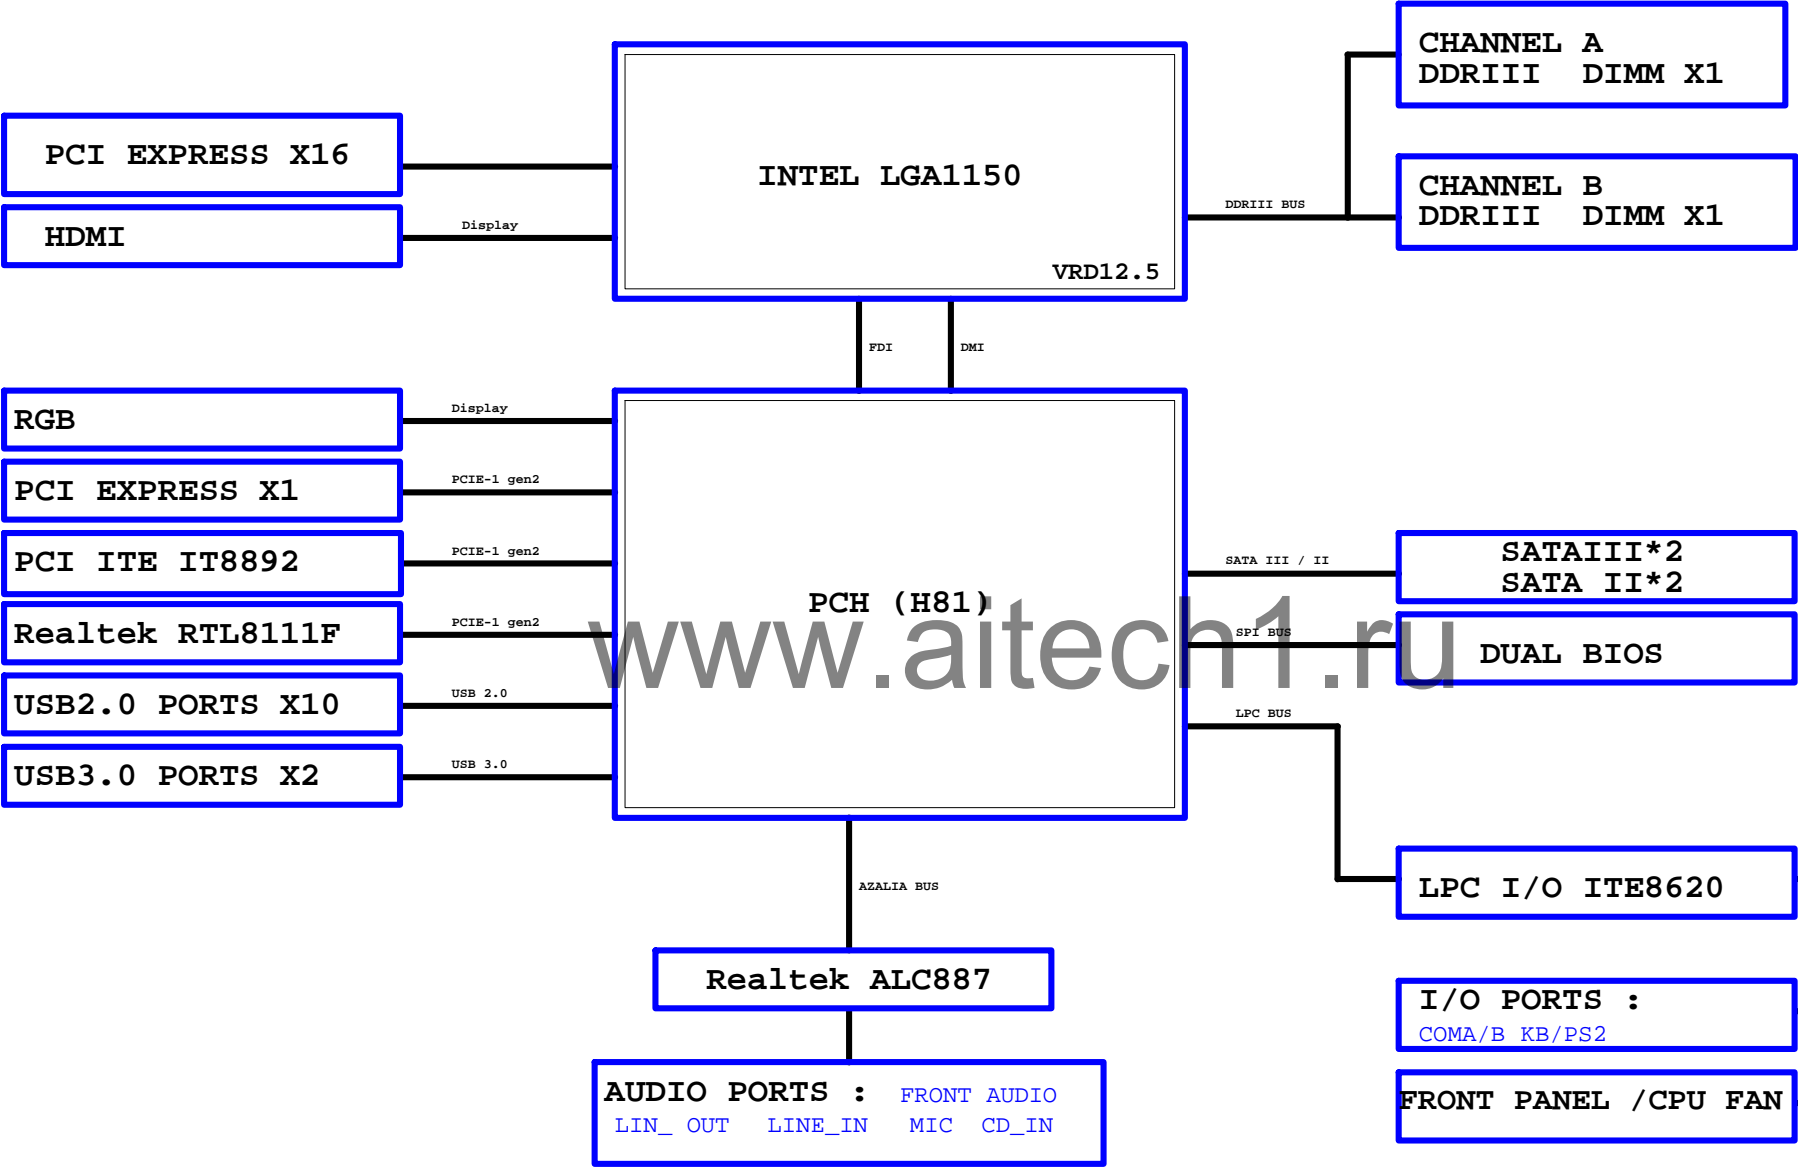 CHANNEL A
DDRIII DIMM X1
PCI EXPRESS X16
INTEL LGA1150
CHANNEL B
DDRIII DIMM X1
DDRIII BUS
HDMI
Display
VRD12.5
FDI
DMI
RGB
Display
PCI EXPRESS X1
PCIE-1 gen2
PCI ITE IT8892
PCIE-1 gen2
SATA III / II
SATAIII*2
SATA II*2
PCH (H81)
Realtek RTL8111F
PCIE-1 gen2
SPI BUS
DUAL BIOS
www.aitech1.ru
USB2.0 PORTS X10
USB 2.0
LPC BUS
USB3.0 PORTS X2
USB 3.0
AZALIA BUS
LPC I/O ITE8620
Realtek ALC887
I/O PORTS :
COMA/B KB/PS2
AUDIO PORTS : FRONT AUDIO
LIN_ OUT LINE_IN MIC CD_IN
FRONT PANEL /CPU FAN